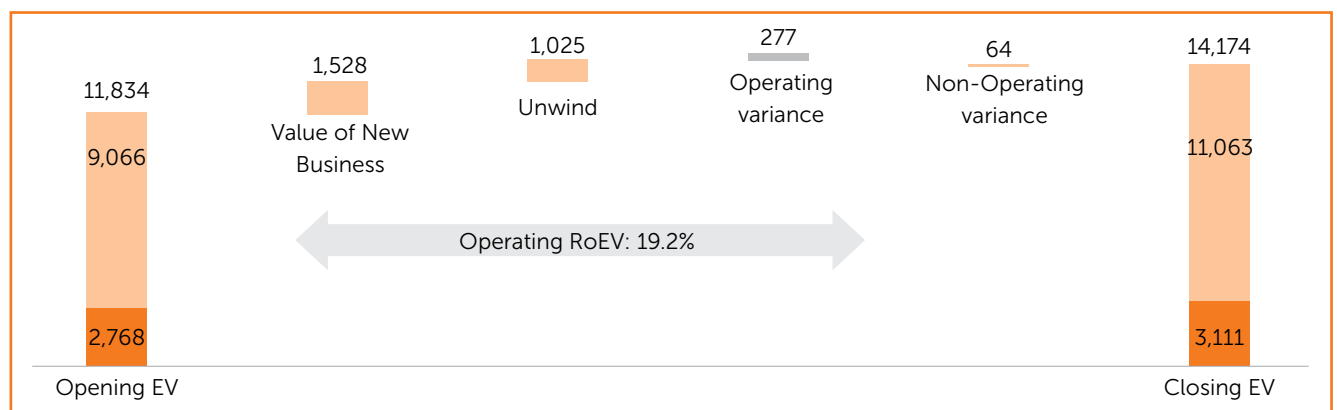 11,834
9,066
2,768
Opening EV
1,528
Value of New
Business
1,025
Unwind
277
Operating
variance
64
Non-Operating
variance
Operating RoEV: 19.2%
14,174
11,063
3,111
Closing EV